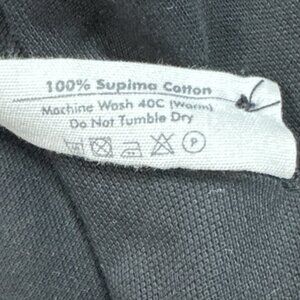 100% Supima Cotton
Machine Wash 40C (Warm)
Do Not Tumble Dry
P